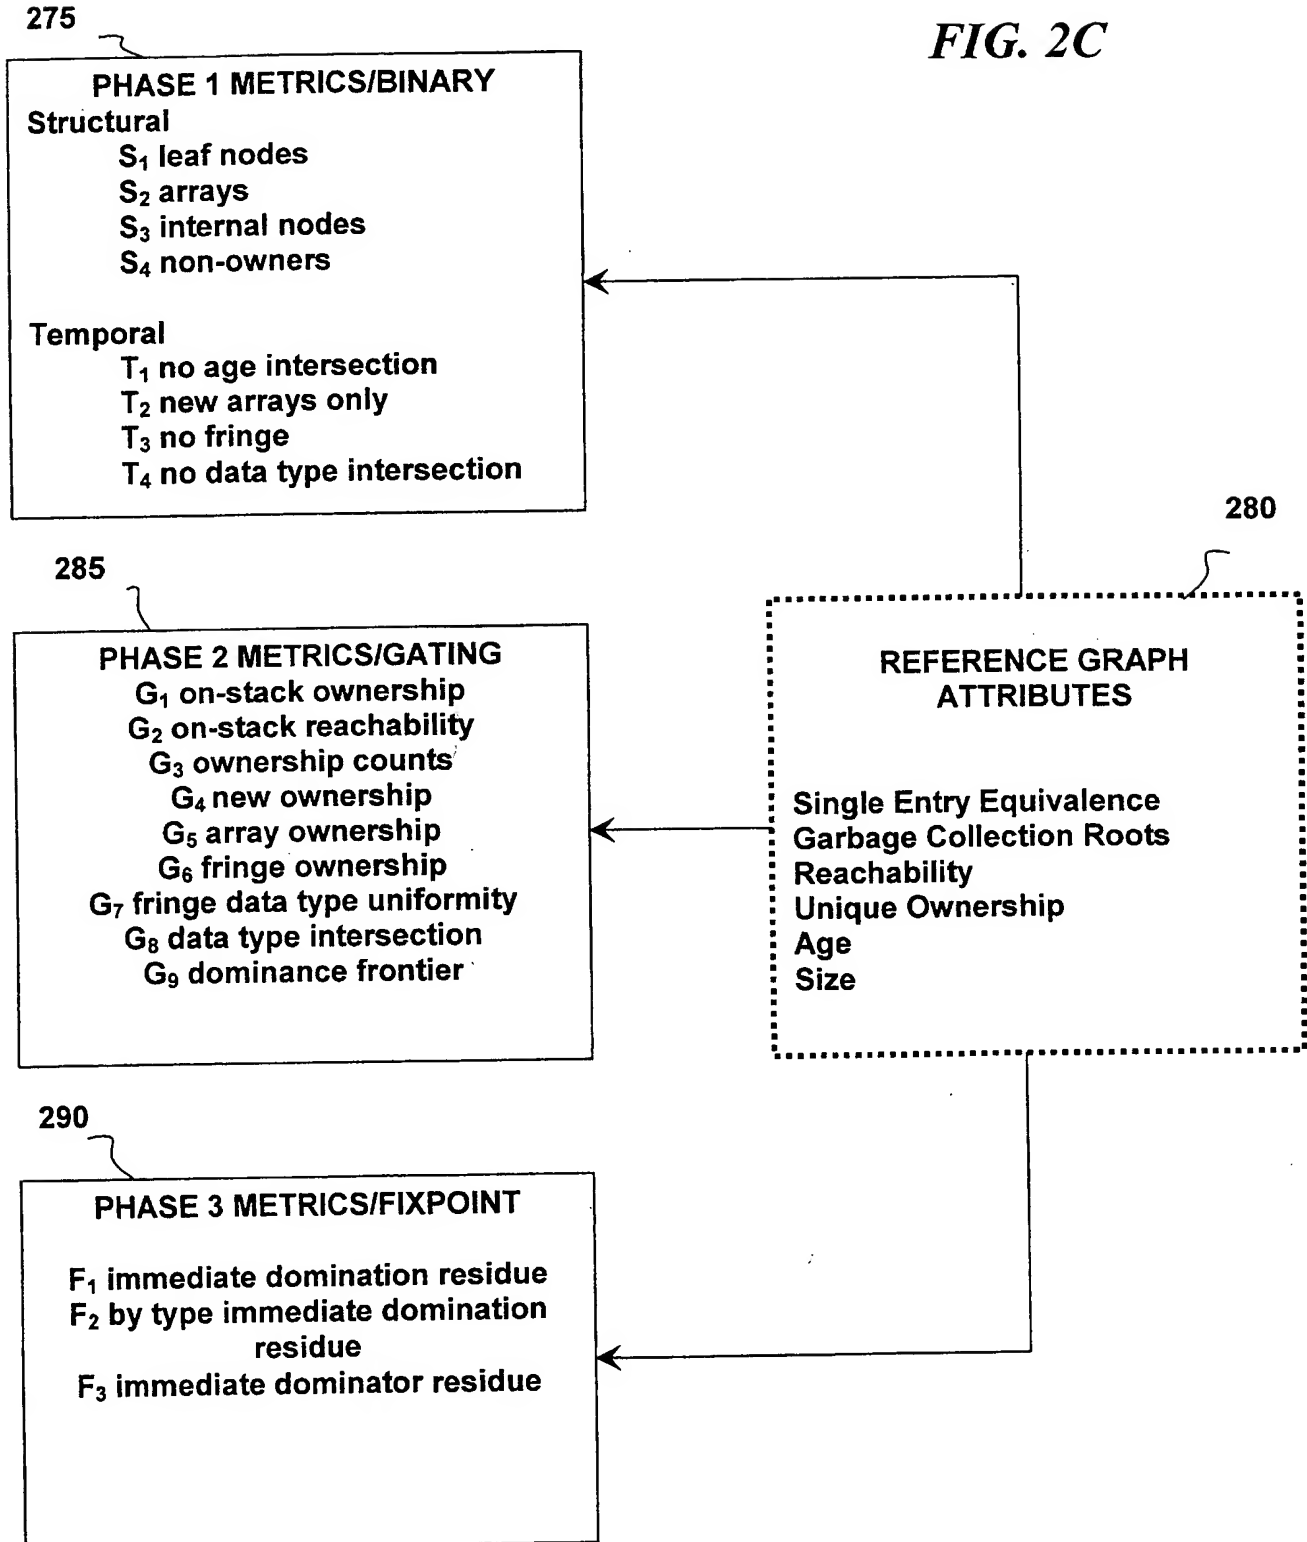 275
FIG. 2C
PHASE 1 METRICS/BINARY
Structural
S₁ leaf nodes
S₂ arrays
S₃ internal nodes
S₄ non-owners
Temporal
T₁ no age intersection
T₂ new arrays only
T₃ no fringe
T₄ no data type intersection
280
285
PHASE 2 METRICS/GATING
G₁ on-stack ownership
G₂ on-stack reachability
G₃ ownership counts
G₄ new ownership
G₅ array ownership
G₆ fringe ownership
G₇ fringe data type uniformity
G₈ data type intersection
G₉ dominance frontier
REFERENCE GRAPH
ATTRIBUTES
Single Entry Equivalence
Garbage Collection Roots
Reachability
Unique Ownership
Age
Size
290
PHASE 3 METRICS/FIXPOINT
F₁ immediate domination residue
F₂ by type immediate domination
residue
F₃ immediate dominator residue